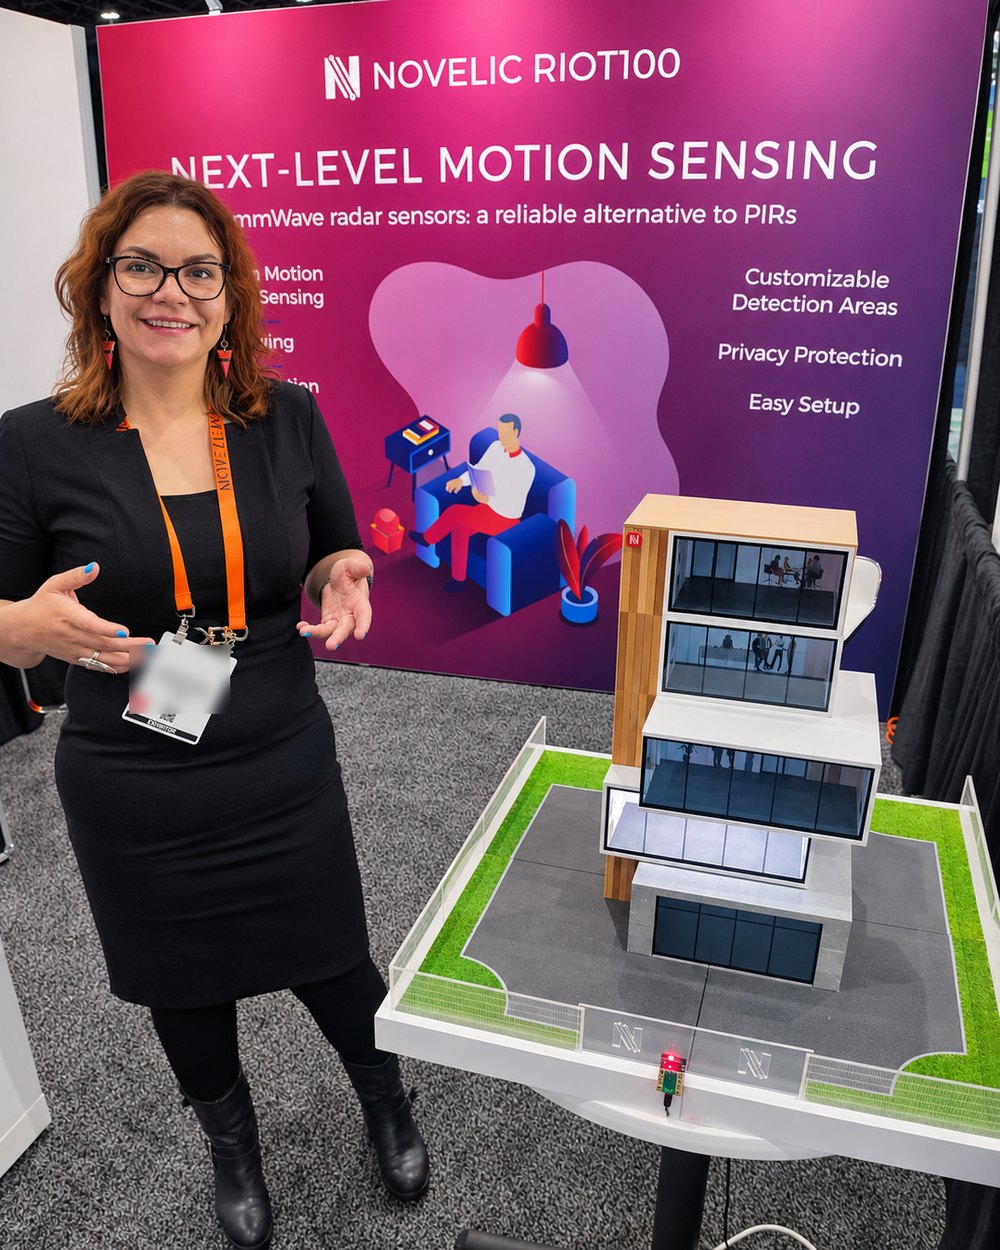 NOVELIC RIOT100
NEXT-LEVEL MOTION SENSING
mmWave radar sensors: a reliable alternative to PIRs
Motion
Sensing
Customizable
Detection Areas
Privacy Protection
Easy Setup
NOVELIC
EXHIBITOR
N
N
N